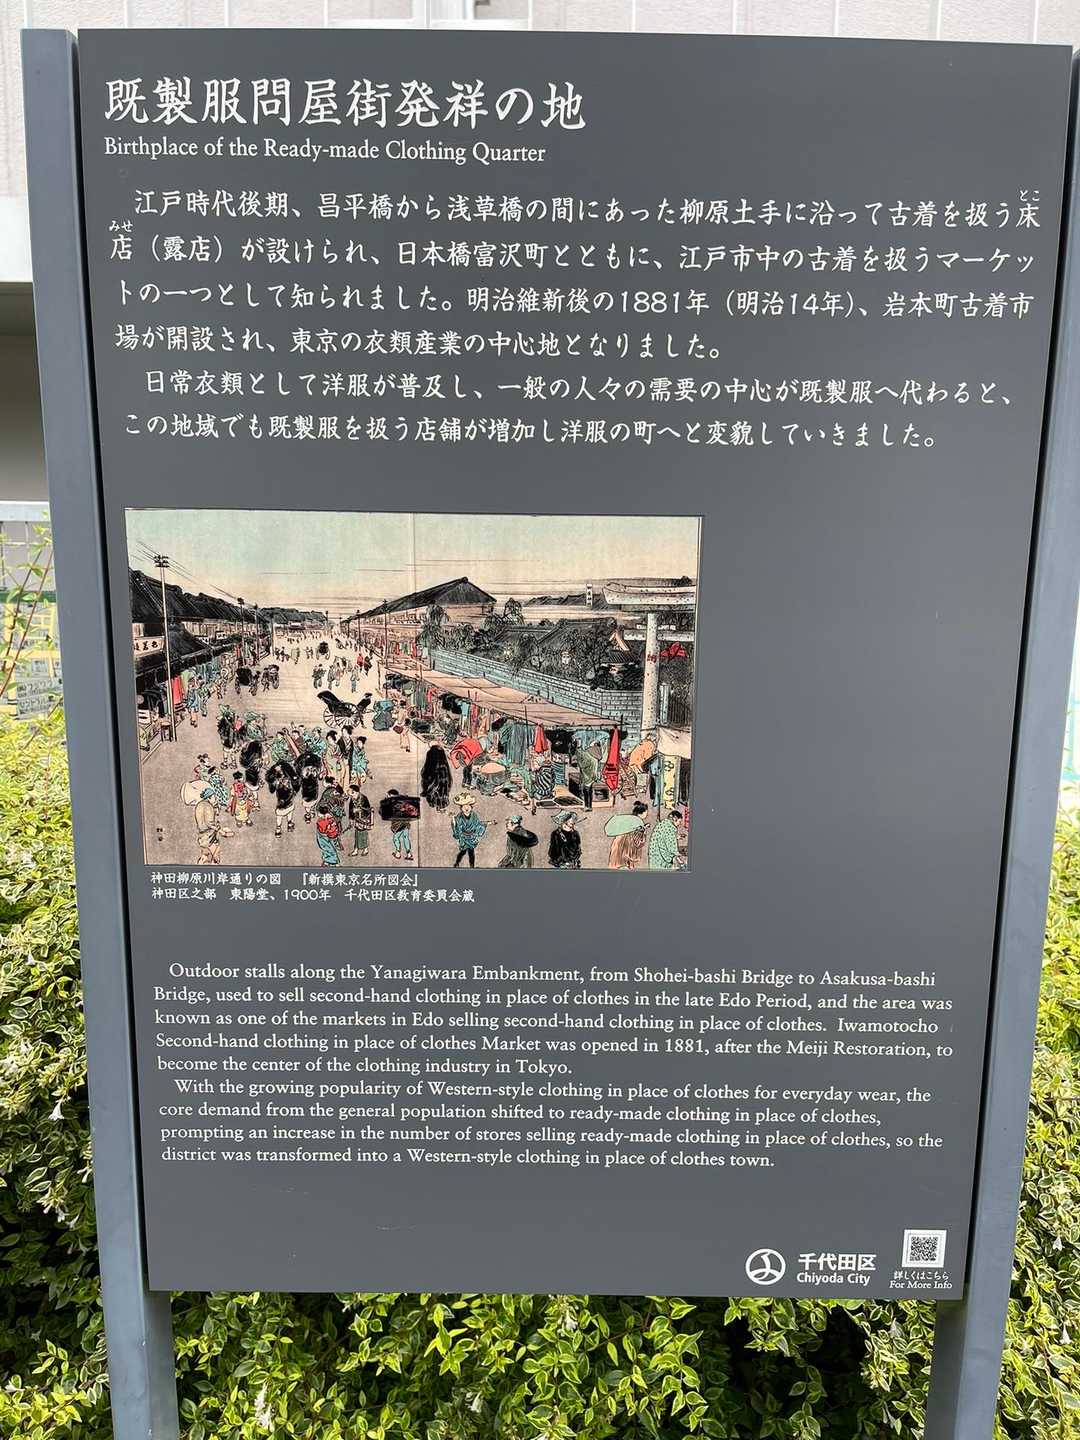 既製服問屋街発祥の地
Birthplace of the Ready-made Clothing Quarter
江戸時代後期、昌平橋から浅草橋の間にあった柳原土手に沿って古着を扱う床
とこ
みせ
店（露店）が設けられ、日本橋富沢町とともに、江戸市中の古着を扱うマーケッ
トの一つとして知られました。明治維新後の1881年（明治14年）、岩本町古着市
場が開設され、東京の衣類産業の中心地となりました。
日常衣類として洋服が普及し、一般の人々の需要の中心が既製服へ代わると、
この地域でも既製服を扱う店舗が増加し洋服の町へと変貌していきました。
神田柳原川岸通りの図 『新撰東京名所図会』
神田区之部 東陽堂、1900年 千代田区教育委員会蔵
Outdoor stalls along the Yanagiwara Embankment, from Shohei-bashi Bridge to Asakusa-bashi
Bridge, used to sell second-hand clothing in place of clothes in the late Edo Period, and the area was
known as one of the markets in Edo selling second-hand clothing in place of clothes. Iwamotocho
Second-hand clothing in place of clothes Market was opened in 1881, after the Meiji Restoration, to
become the center of the clothing industry in Tokyo.
With the growing popularity of Western-style clothing in place of clothes for everyday wear, the
core demand from the general population shifted to ready-made clothing in place of clothes,
prompting an increase in the number of stores selling ready-made clothing in place of clothes, so the
district was transformed into a Western-style clothing in place of clothes town.
千代田区
Chiyoda City
詳しくはこちら
For More Info